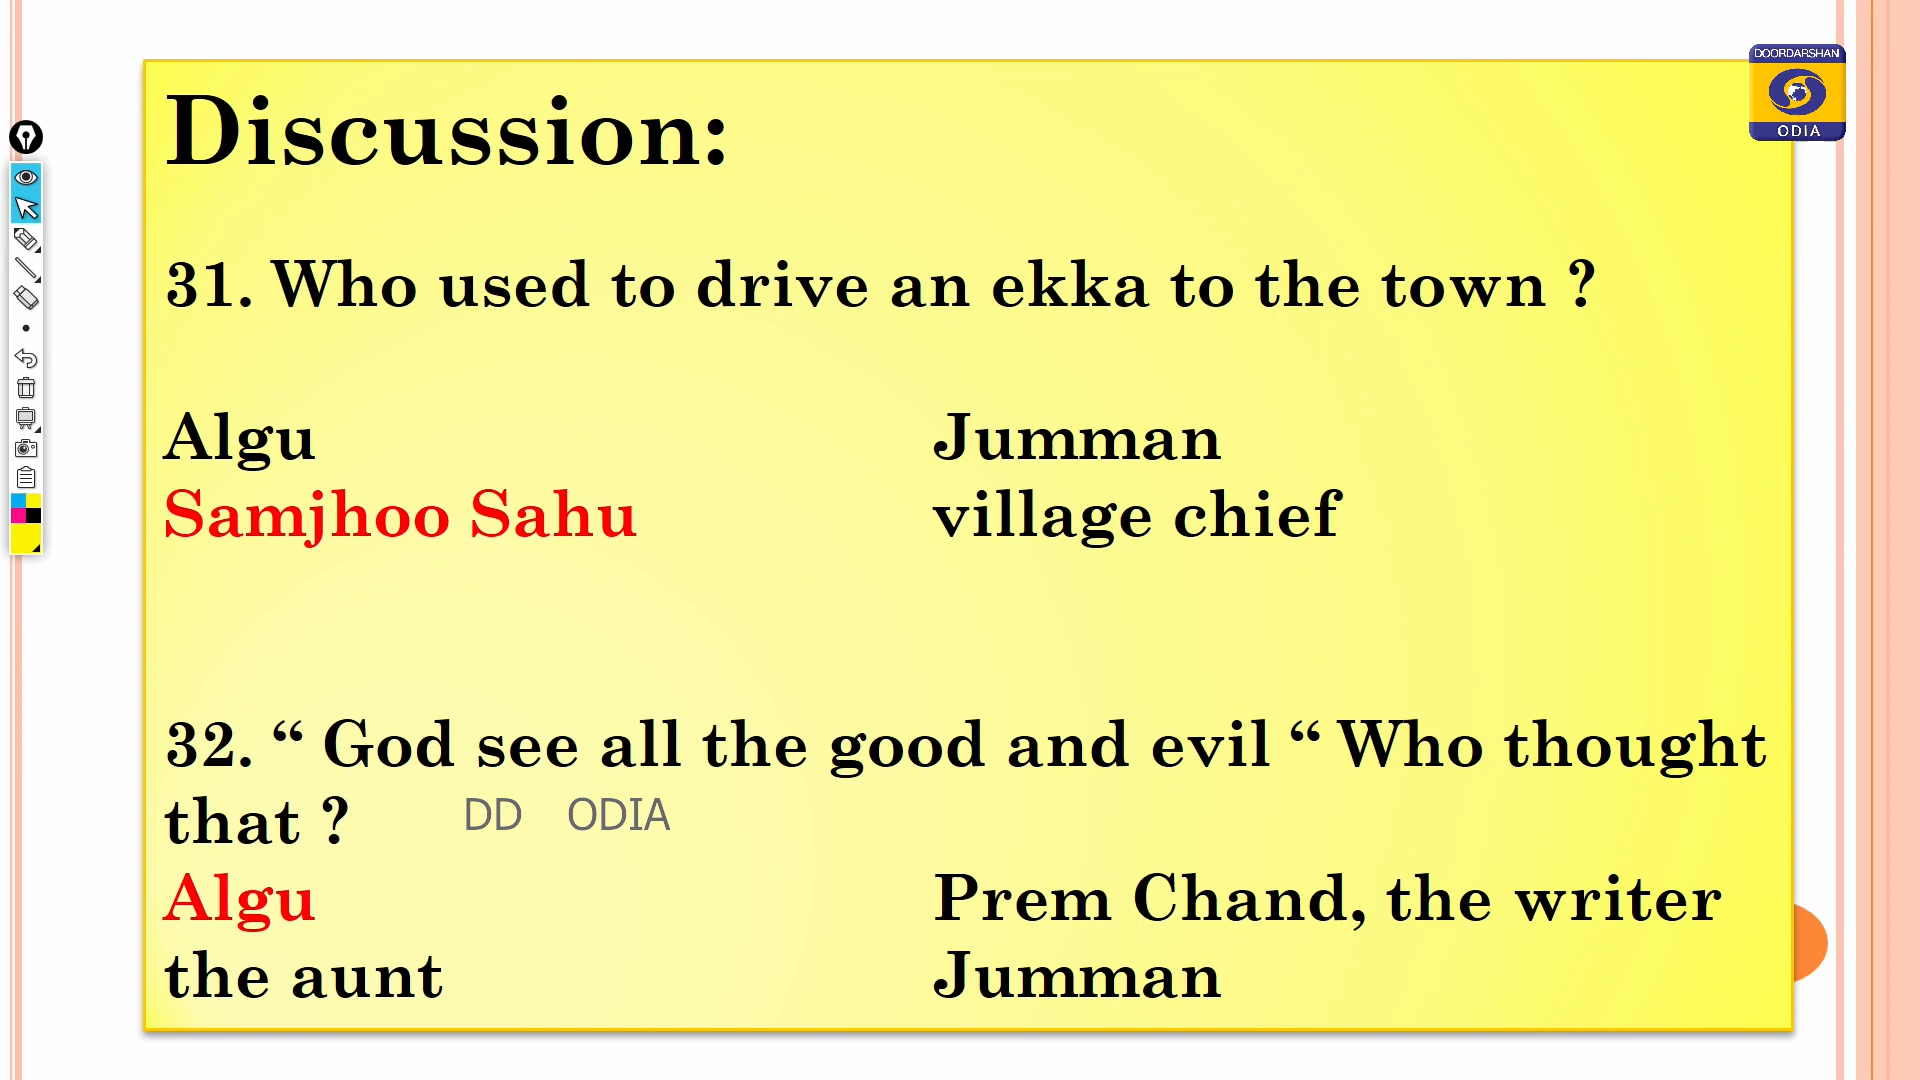 DOORDARSHAN
ODIA
Discussion:
31. Who used to drive an ekka to the town ?
Algu Jumman
Samjhoo Sahu village chief
32. “ God see all the good and evil “ Who thought
that ?
DD ODIA
Algu Prem Chand, the writer
the aunt Jumman